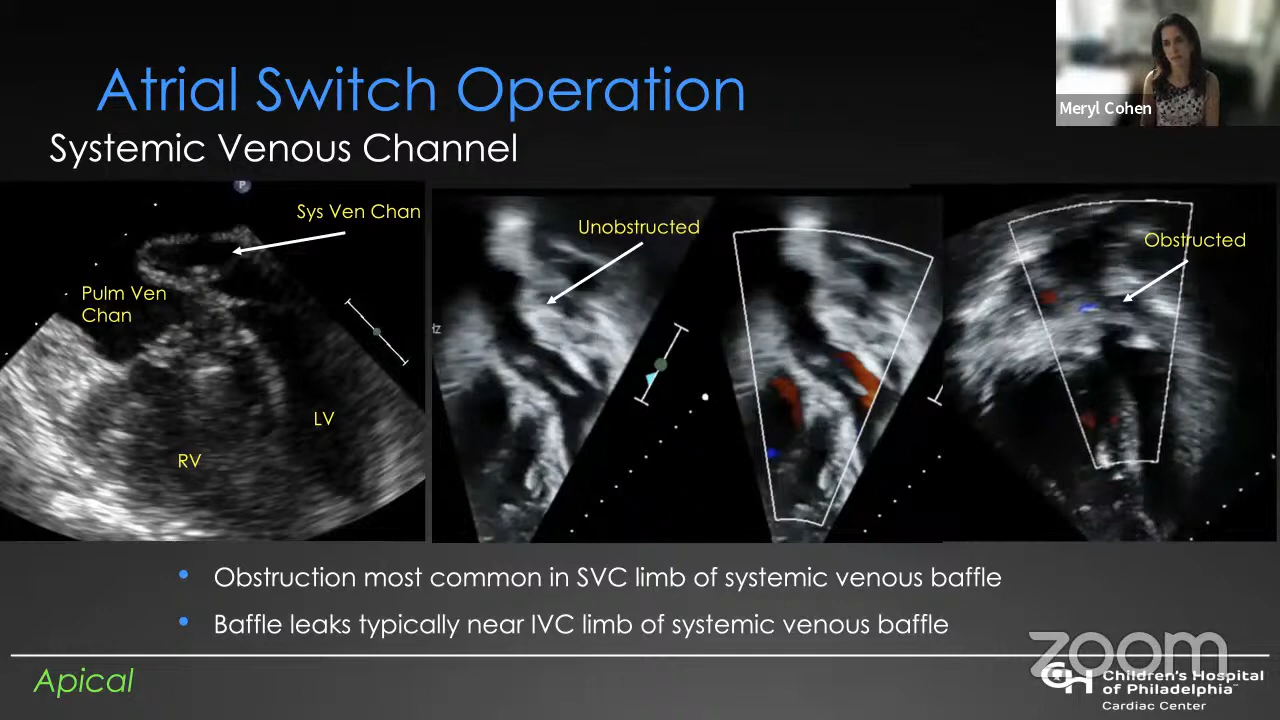 Atrial Switch Operation
Systemic Venous Channel
Meryl Cohen
P
Sys Ven Chan
Pulm Ven
Chan
LV
RV
Unobstructed
Obstructed
Obstruction most common in SVC limb of systemic venous baffle
Baffle leaks typically near IVC limb of systemic venous baffle
Apical
zoom
Children's Hospital
of Philadelphia
Cardiac Center